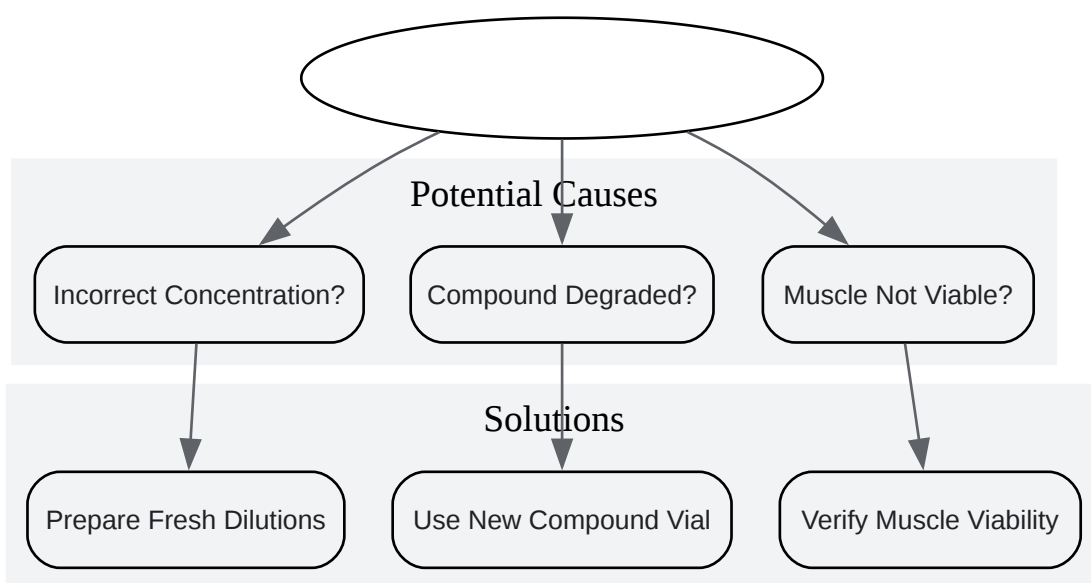 Potential Causes
Incorrect Concentration?
Compound Degraded?
Muscle Not Viable?
Solutions
Prepare Fresh Dilutions
Use New Compound Vial
Verify Muscle Viability